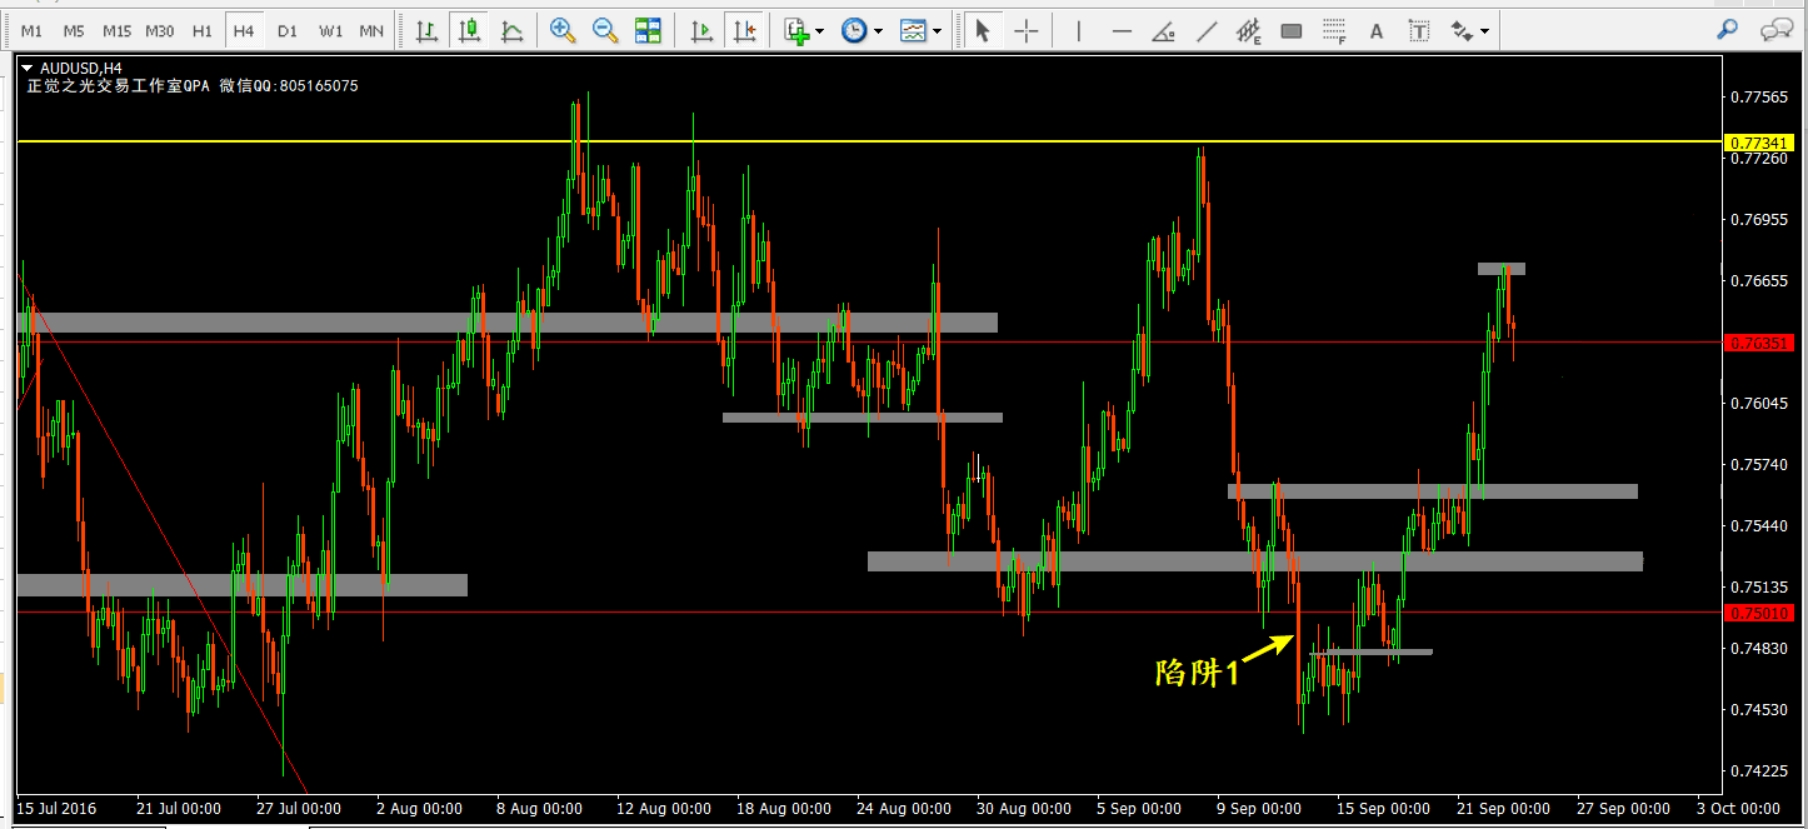 M1 M5 M15 M30 H1 H4 D1 W1 MN E F A T
AUDUSD,H4
正觉之光交易工作室QPA 微信QQ:805165075
0.77565
0.77341
0.77260
0.76955
0.76655
0.76351
0.76045
0.75740
0.75440
0.75135
0.75010
0.74830
陷阱1
0.74530
0.74225
15 Jul 2016 21 Jul 00:00 27 Jul 00:00 2 Aug 00:00 8 Aug 00:00 12 Aug 00:00 18 Aug 00:00 24 Aug 00:00 30 Aug 00:00 5 Sep 00:00 9 Sep 00:00 15 Sep 00:00 21 Sep 00:00 27 Sep 00:00 3 Oct 00:00